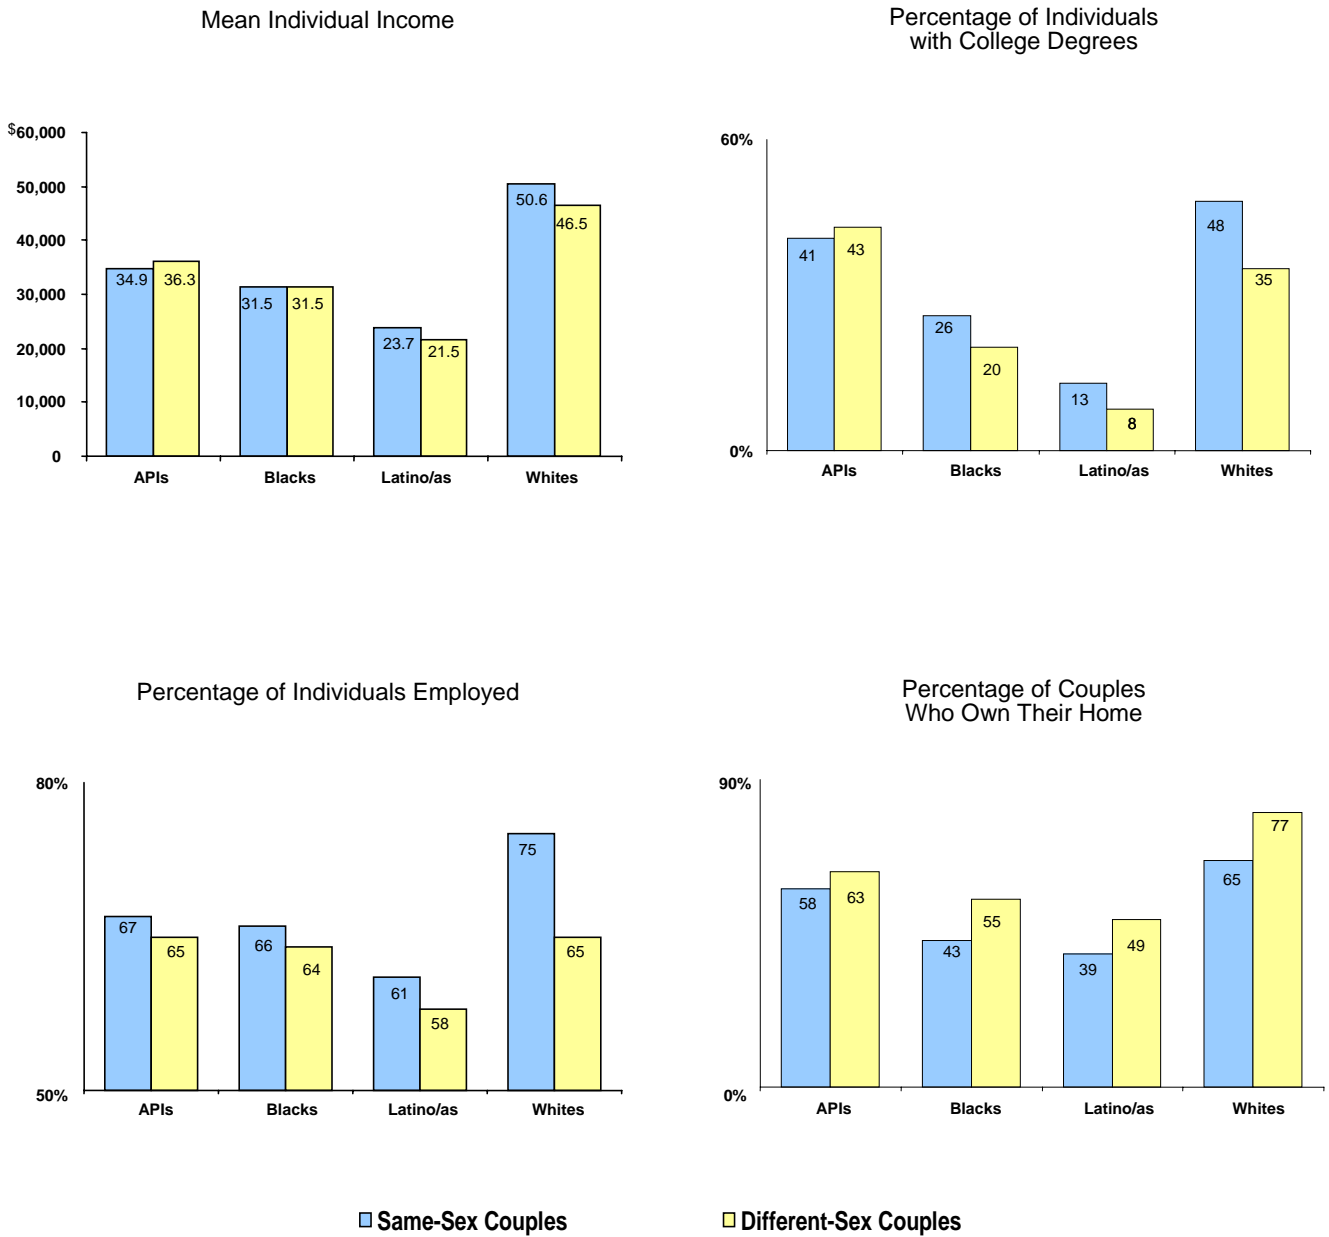 Mean Individual Income
$60,000
50,000
40,000
30,000
20,000
10,000
0
34.9
36.3
31.5
31.5
23.7
21.5
50.6
46.5
APIs
Blacks
Latino/as
Whites
Percentage of Individuals
with College Degrees
60%
0%
41
43
26
20
13
8
48
35
APIs
Blacks
Latino/as
Whites
Percentage of Individuals Employed
80%
50%
67
65
66
64
61
58
75
65
APIs
Blacks
Latino/as
Whites
Percentage of Couples
Who Own Their Home
90%
0%
58
63
43
55
39
49
65
77
APIs
Blacks
Latino/as
Whites
Same-Sex Couples
Different-Sex Couples